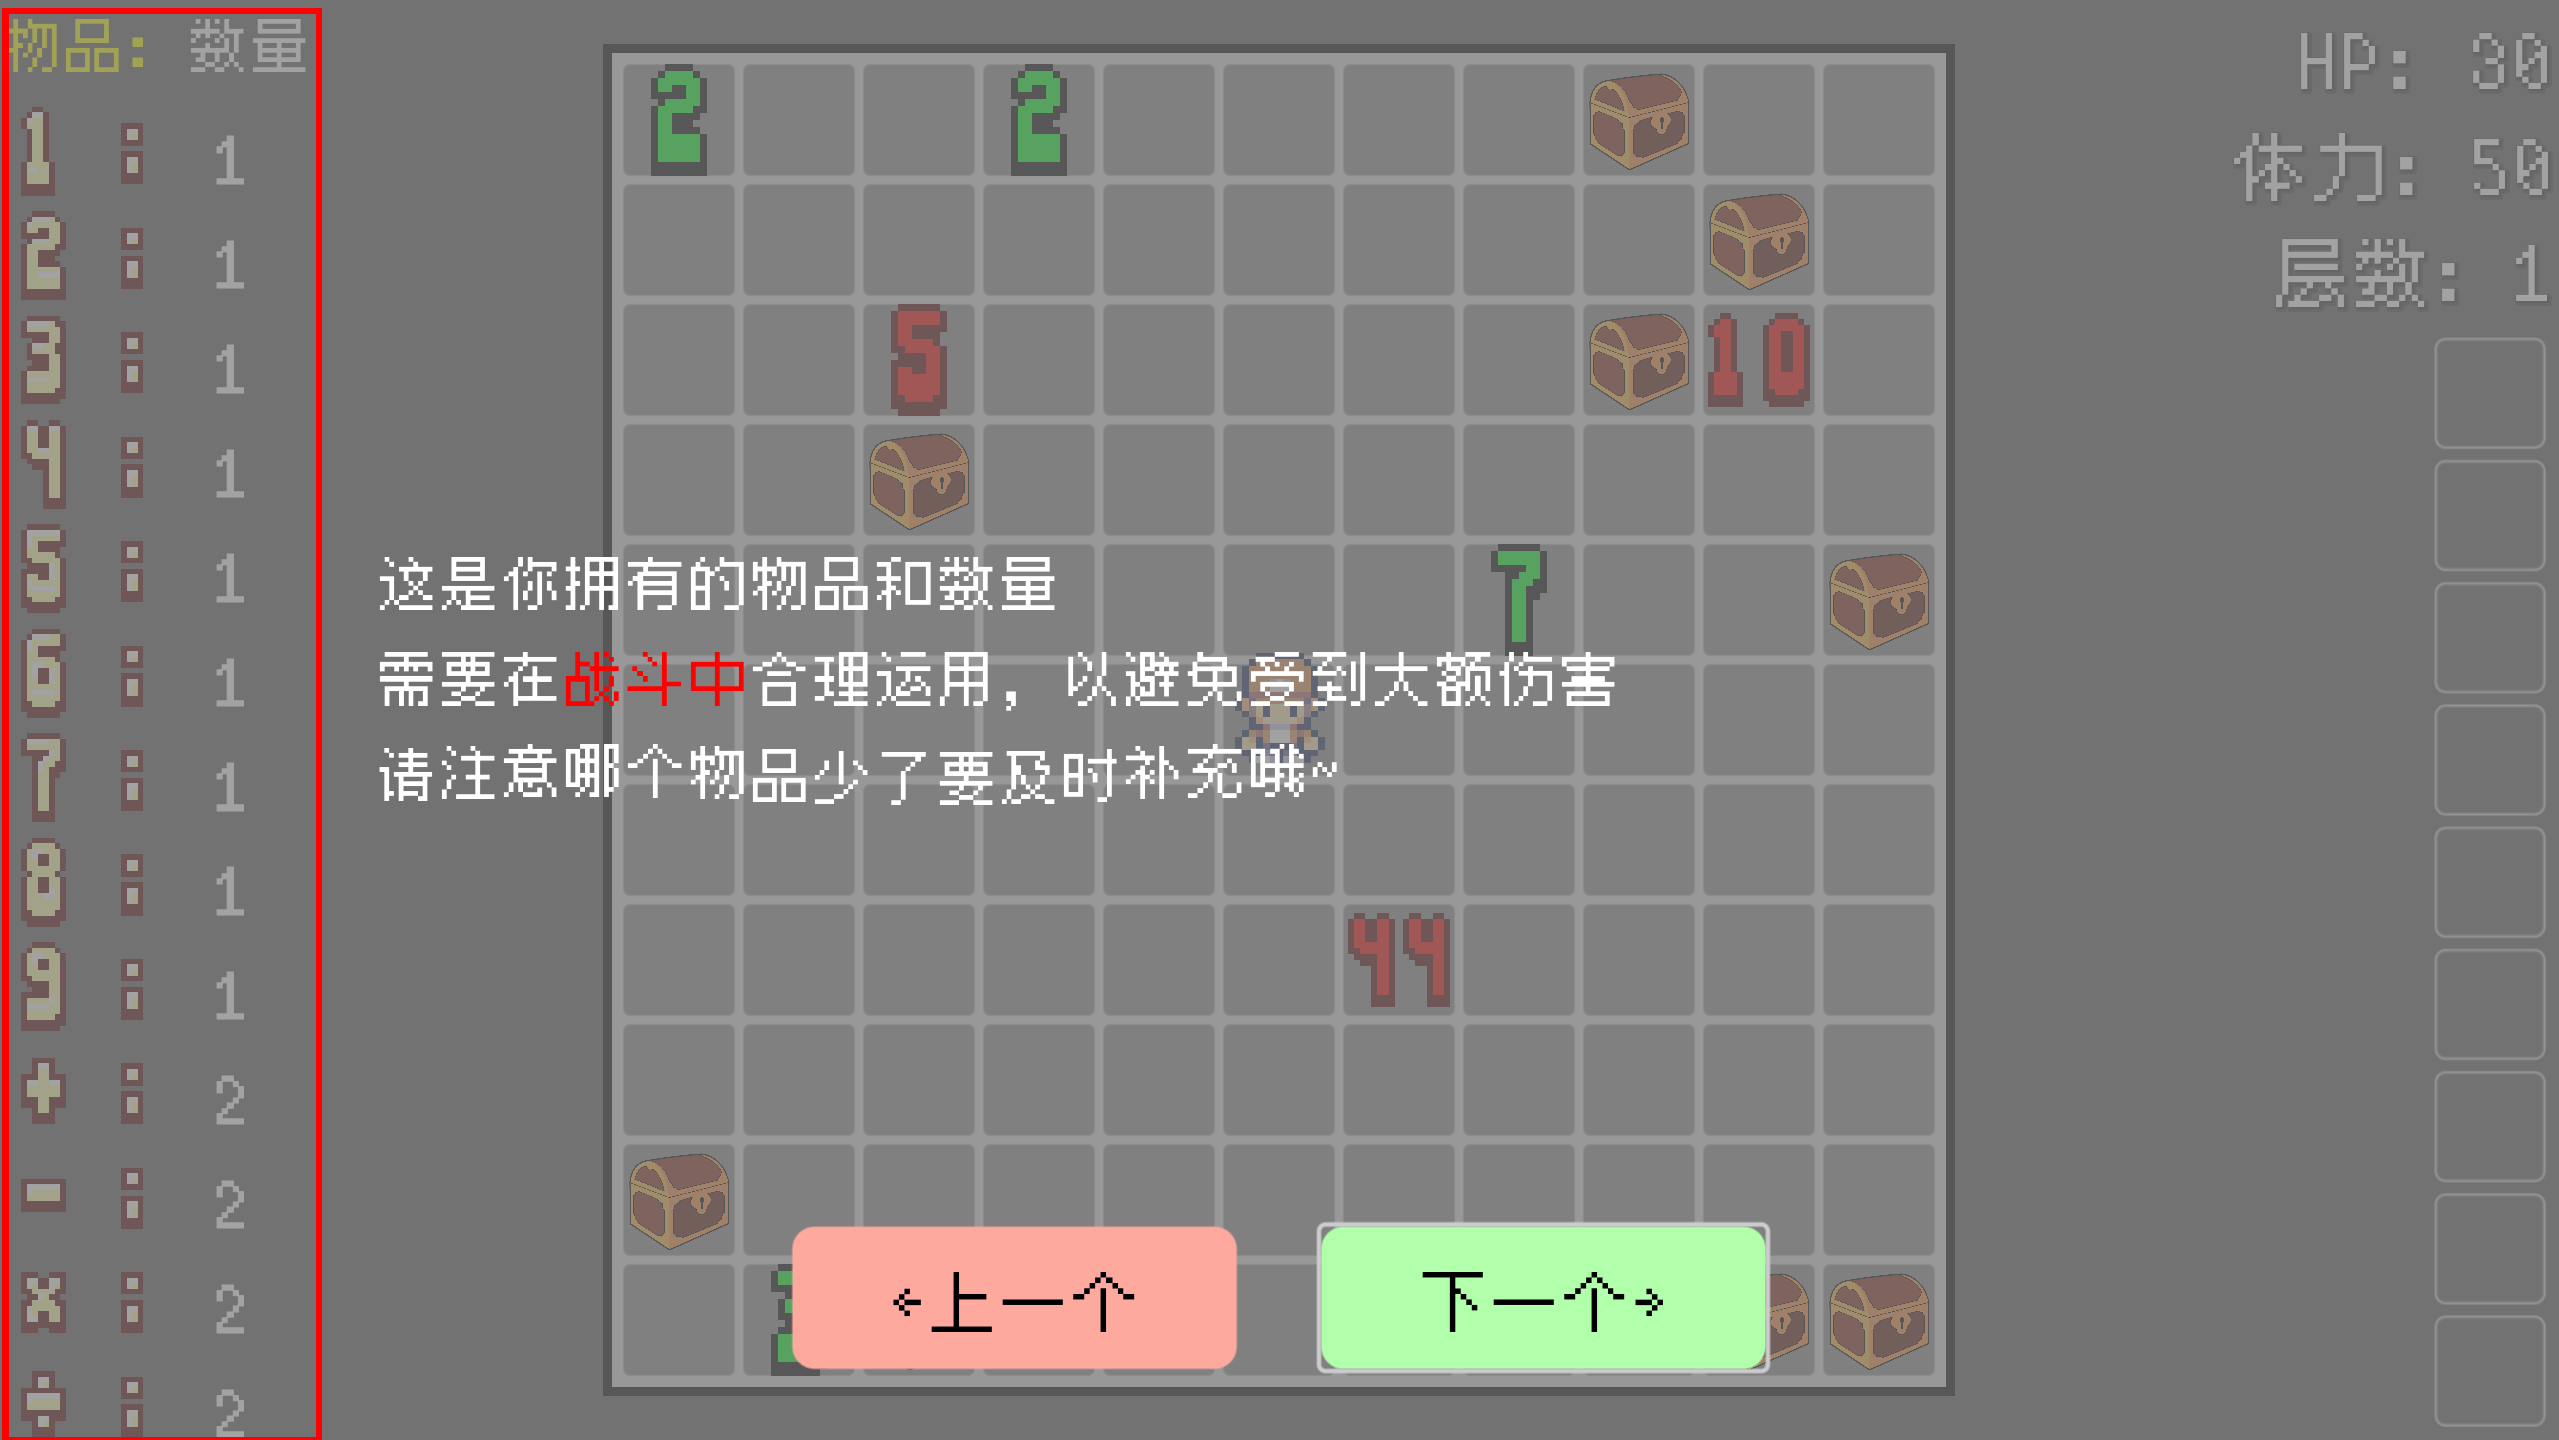 物品: 数量
1 : 1
2 : 1
3 : 1
4 : 1
5 : 1
6 : 1
7 : 1
8 : 1
9 : 1
+ : 2
- : 2
x : 2
÷ : 2
2 2
5 10
7
44
这是你拥有的物品和数量
需要在战斗中合理运用，以避免受到大额伤害
请注意哪个物品少了要及时补充哦~
←上一个
下一个→
HP: 30
体力: 50
层数: 1